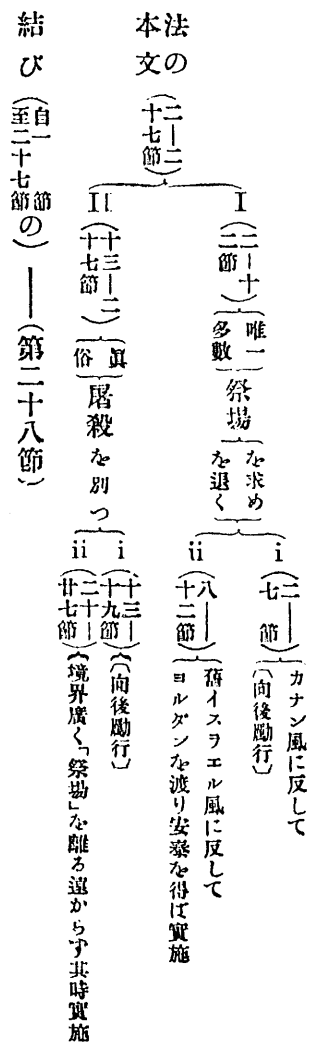 法の本文(二―二十七節)
I(二―十二節)
唯一
多數
祭場
を求め
を退く
i(二―七節)
カナン風に反して
〔向後勵行〕
ii(八―十二節)
舊イスラエル風に反して
ヨルダンを渡り安泰を得ば實施
II(十三―二十七節)
眞
俗
屠殺を別つ
i(十三―十九節)
〔向後勵行〕
ii(二十―廿七節)
境界廣く「祭場」を離る遠からず其時實施
結び(自一節至二十七節の)――(第二十八節)